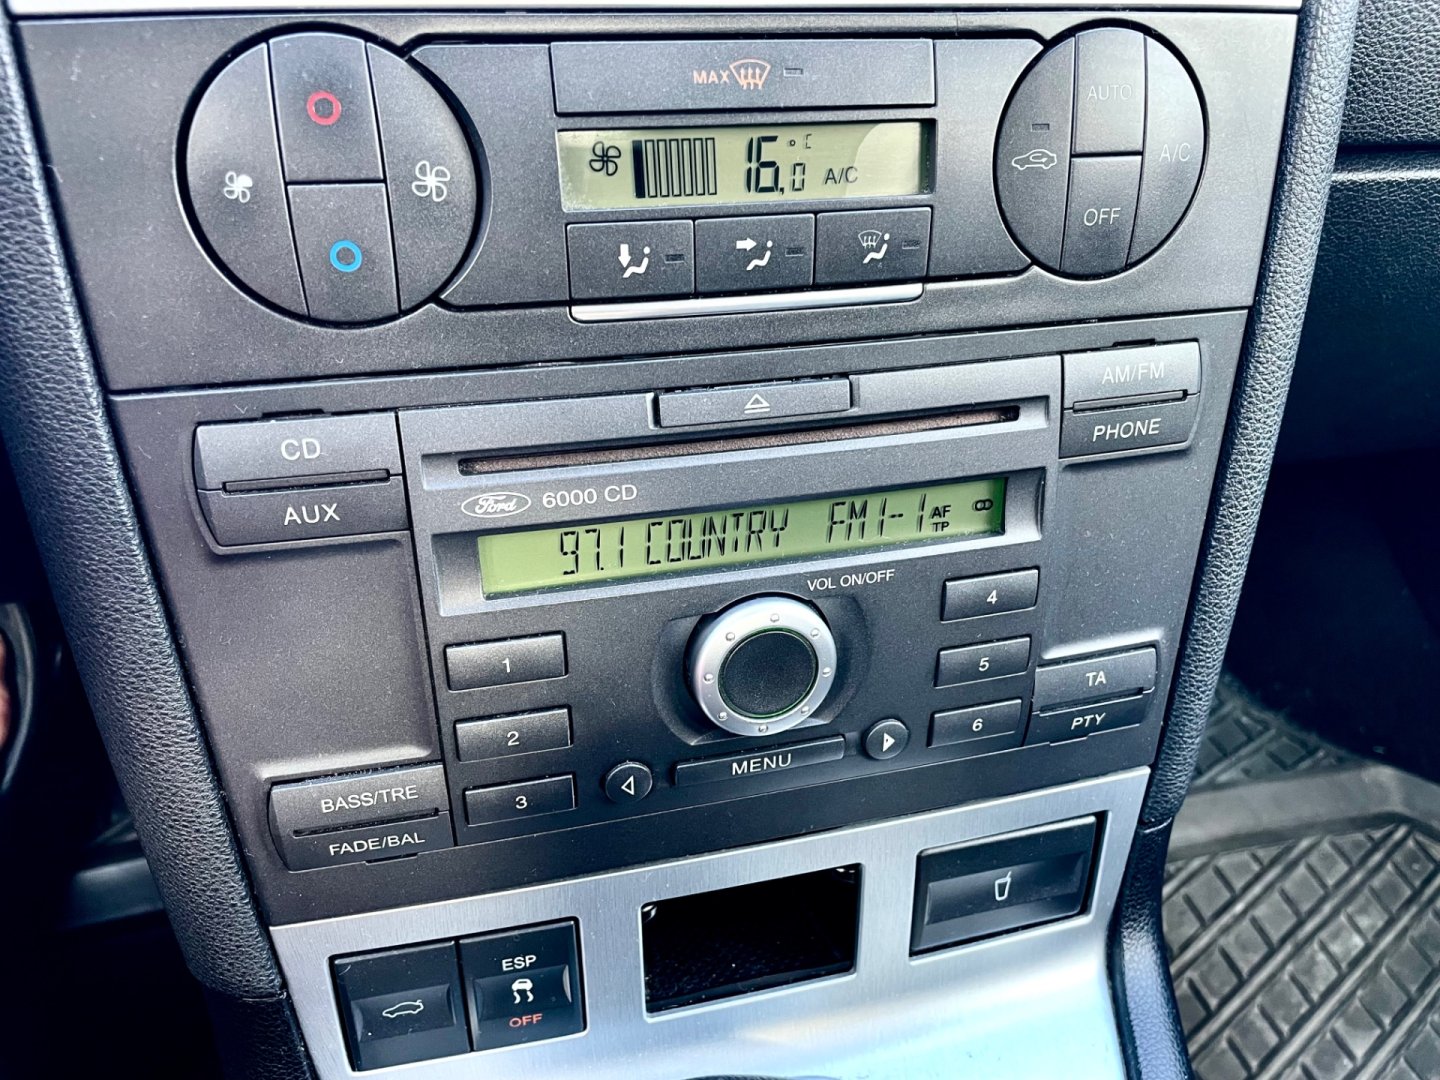 MAX
AUTO
16,0 °C A/C
A/C
OFF
AM/FM
CD
PHONE
Ford 6000 CD
AUX
97.1 COUNTRY FM1-1 AF
TP
VOL ON/OFF
4
1
5
TA
2
6
PTY
MENU
BASS/TRE
3
FADE/BAL
ESP
OFF